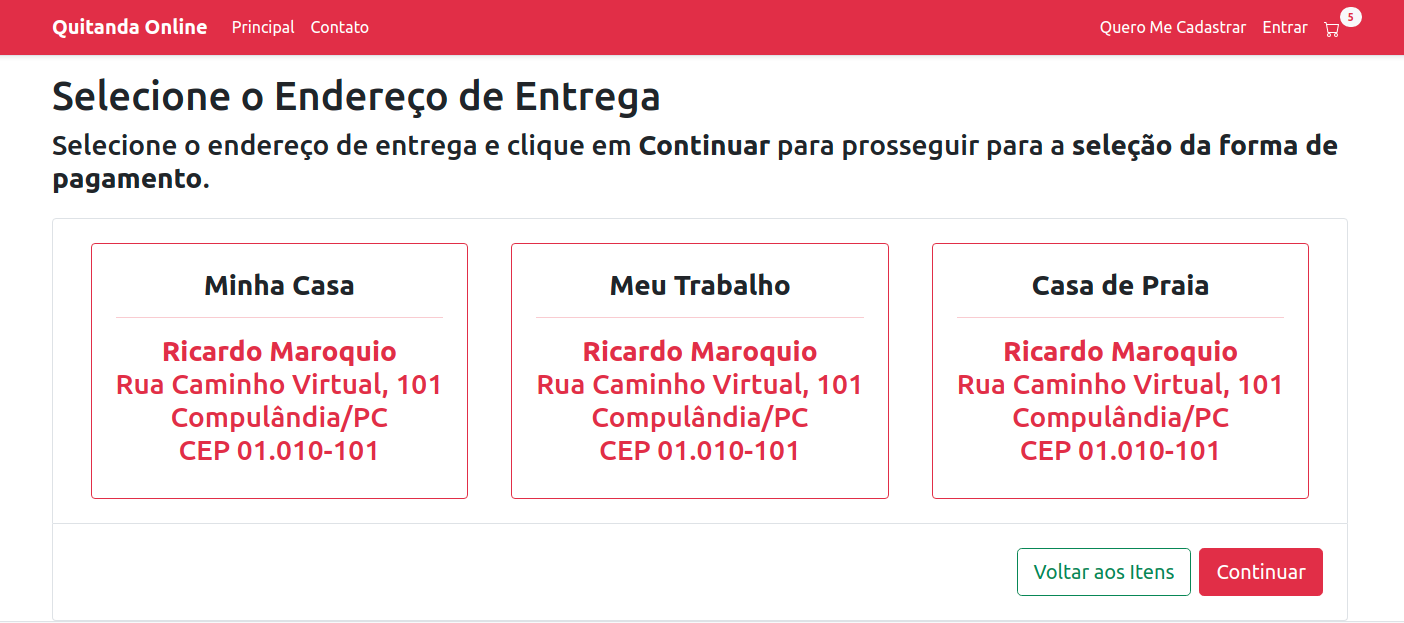 Quitanda Online Principal Contato Quero Me Cadastrar Entrar 5
Selecione o Endereço de Entrega
Selecione o endereço de entrega e clique em Continuar para prosseguir para a seleção da forma de
pagamento.
Minha Casa
Ricardo Maroquio
Rua Caminho Virtual, 101
Compulândia/PC
CEP 01.010-101
Meu Trabalho
Ricardo Maroquio
Rua Caminho Virtual, 101
Compulândia/PC
CEP 01.010-101
Casa de Praia
Ricardo Maroquio
Rua Caminho Virtual, 101
Compulândia/PC
CEP 01.010-101
Voltar aos Itens Continuar